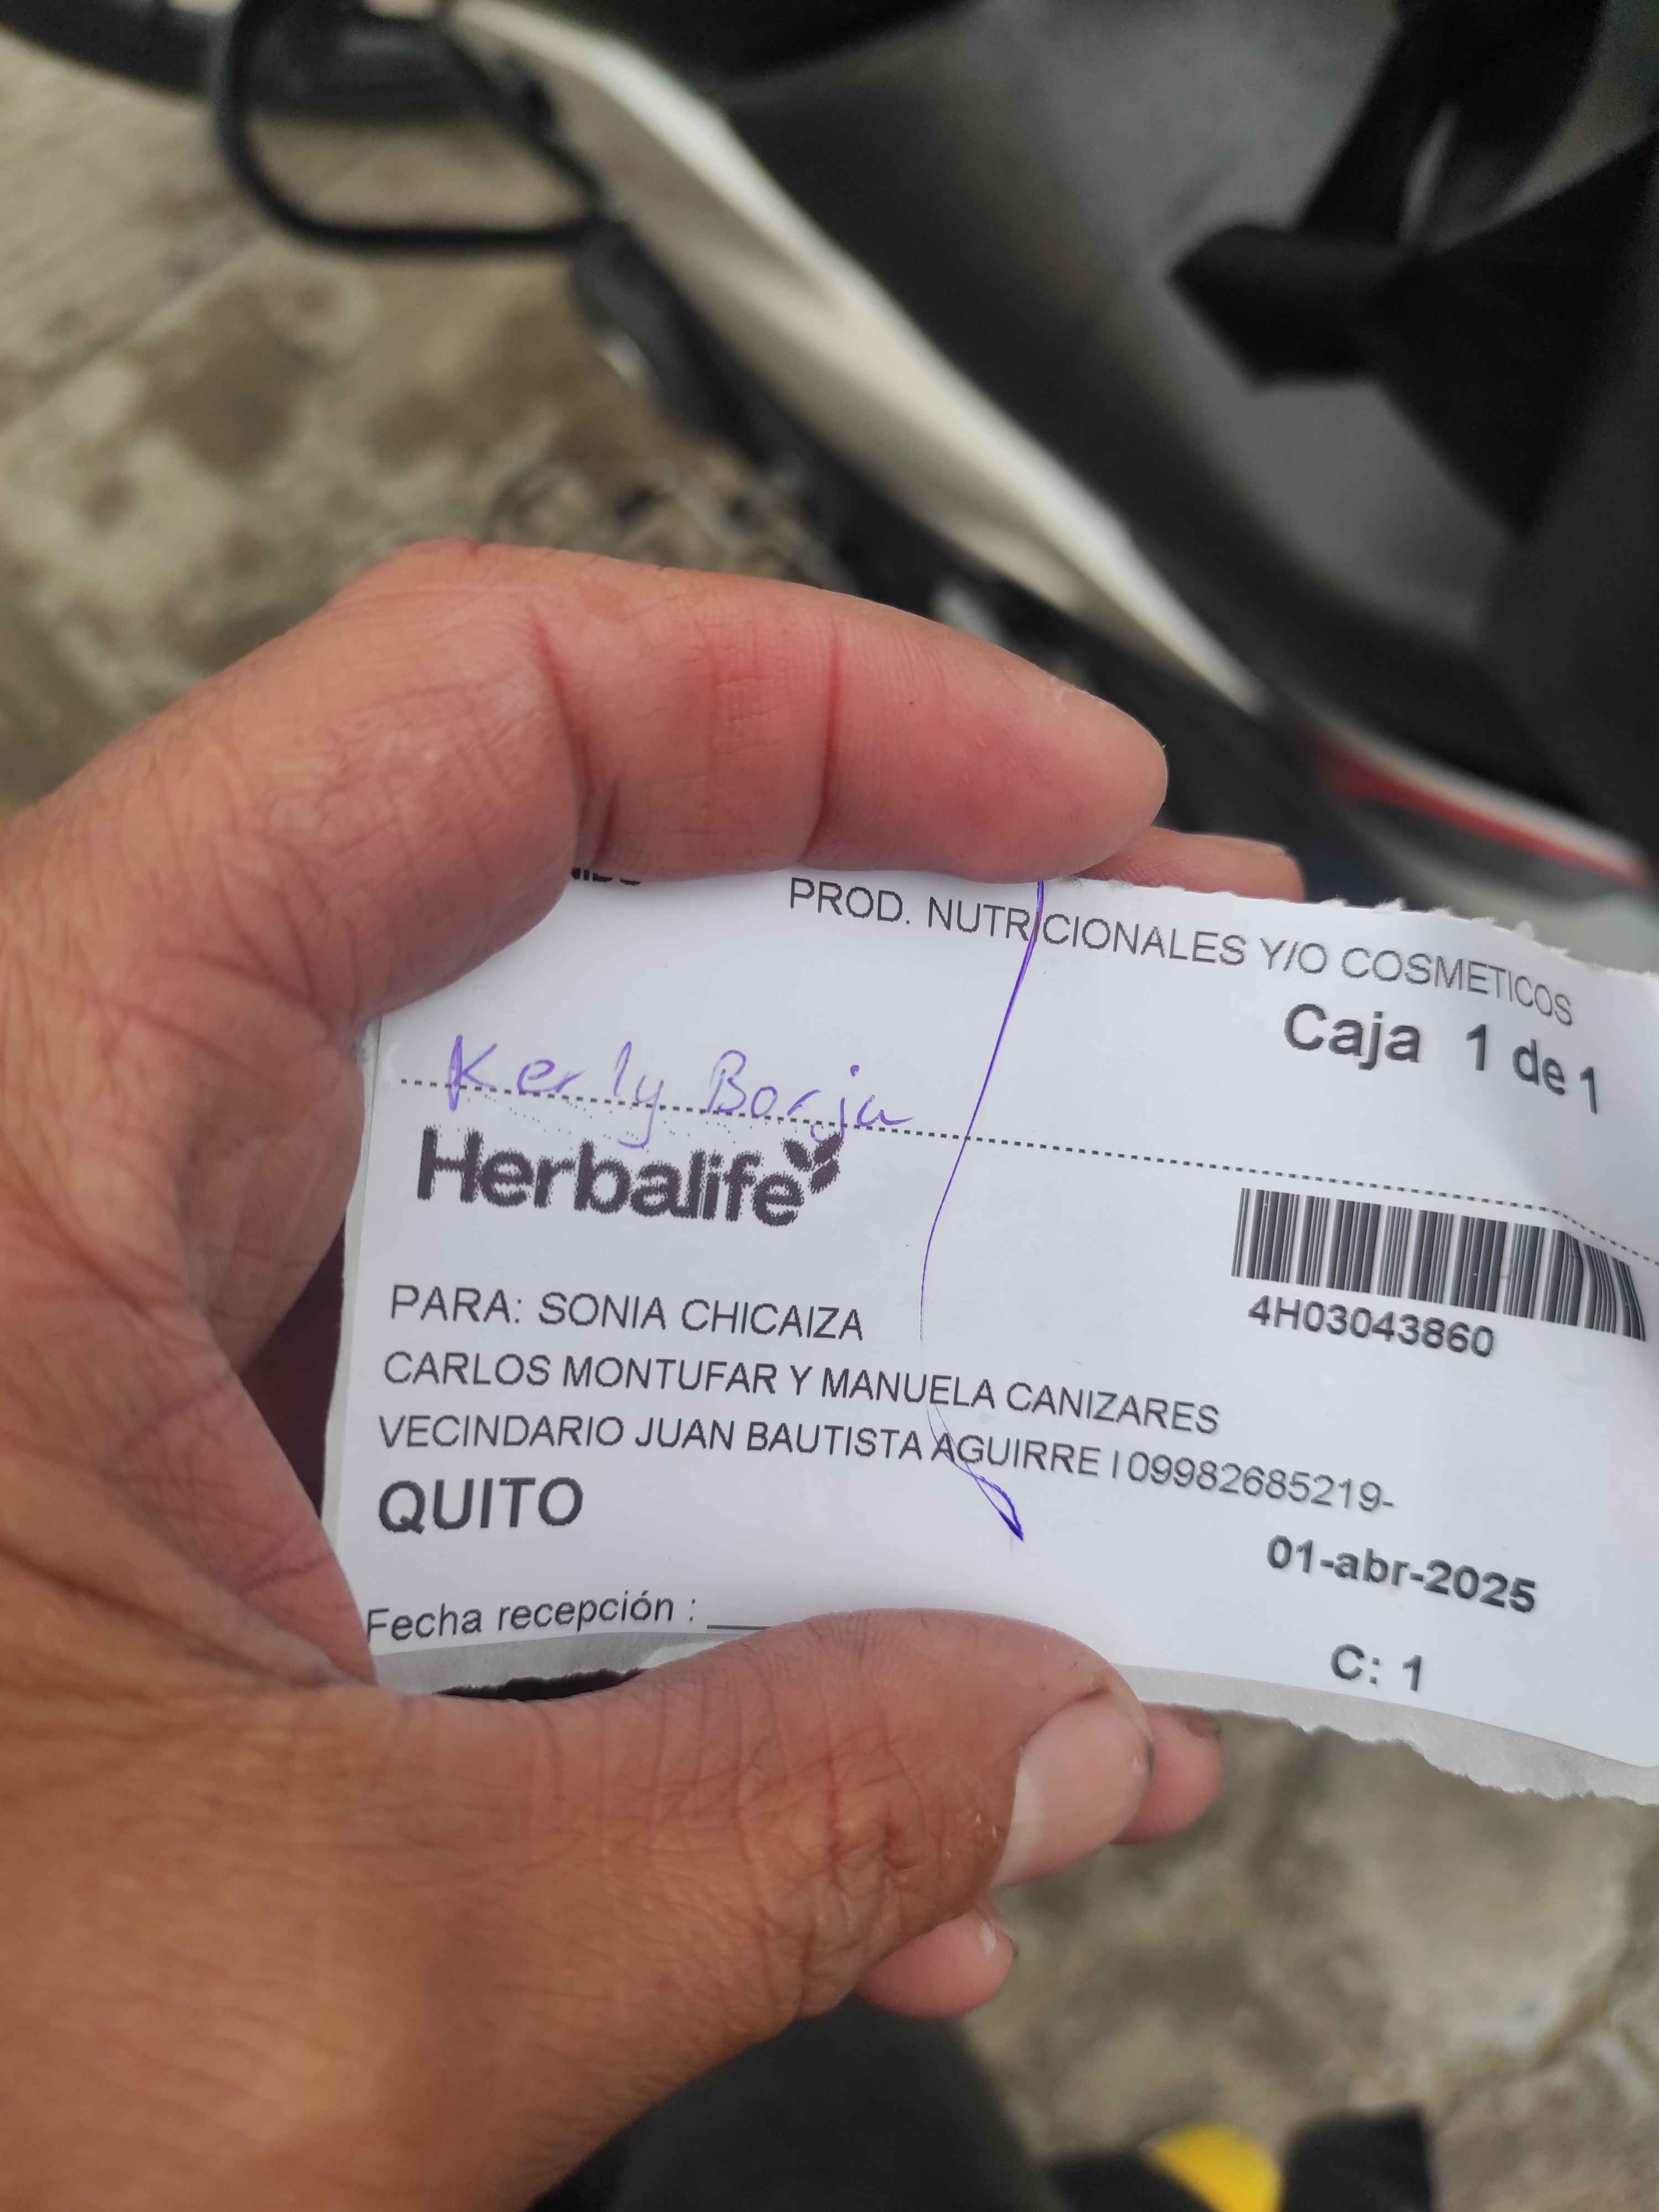 PROD. NUTRICIONALES Y/O COSMETICOS
Caja 1 de 1
Kerly Borja
Herbalife
4H03043860
PARA: SONIA CHICAIZA
CARLOS MONTUFAR Y MANUELA CANIZARES
VECINDARIO JUAN BAUTISTA AGUIRRE I 09982685219-
QUITO
01-abr-2025
Fecha recepción :
C: 1